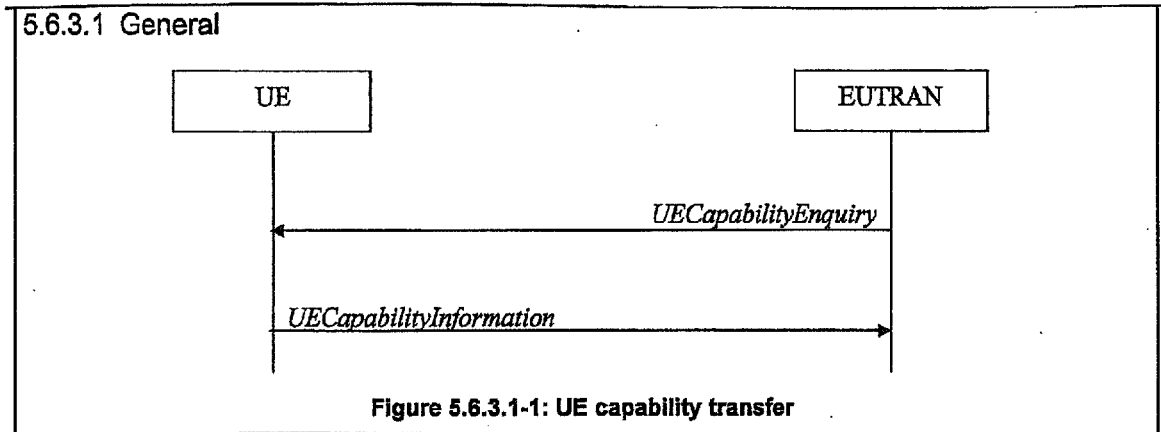 5.6.3.1 General
UE
EUTRAN
UECapabilityEnquiry
UECapabilityInformation
Figure 5.6.3.1-1: UE capability transfer